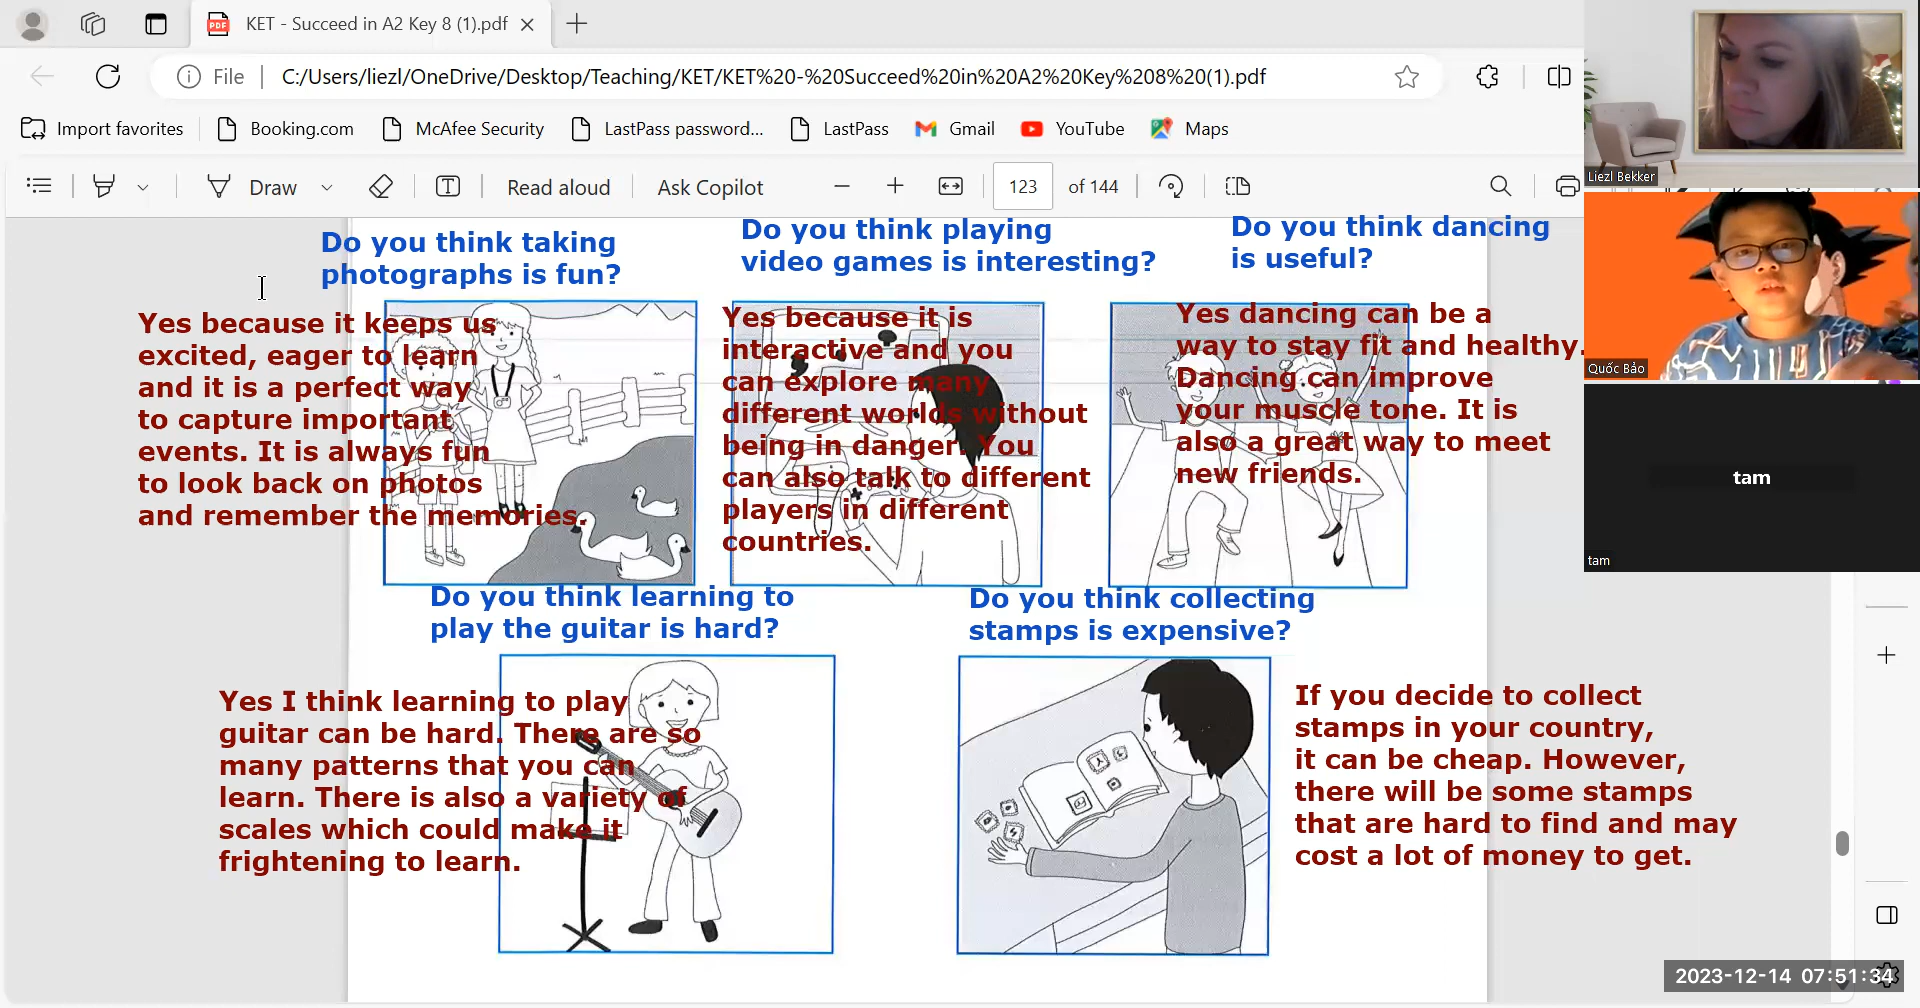 KET - Succeed in A2 Key 8 (1).pdf
File
C:/Users/liezl/OneDrive/Desktop/Teaching/KET/KET%20-%20Succeed%20in%20A2%20Key%208%20(1).pdf
Import favorites
Booking.com
McAfee Security
LastPass password...
LastPass
Gmail
YouTube
Maps
Draw
Read aloud
Ask Copilot
123
of 144
Liezl Bekker
Quốc Bảo
tam
tam
Do you think taking
photographs is fun?
Do you think playing
video games is interesting?
Do you think dancing
is useful?
Yes because it keeps us
excited, eager to learn
and it is a perfect way
to capture important
events. It is always fun
to look back on photos
and remember the memories.
Yes because it is
interactive and you
can explore many
different worlds without
being in danger. You
can also talk to different
players in different
countries.
Yes dancing can be a
way to stay fit and healthy.
Dancing can improve
your muscle tone. It is
also a great way to meet
new friends.
Do you think learning to
play the guitar is hard?
Do you think collecting
stamps is expensive?
Yes I think learning to play
guitar can be hard. There are so
many patterns that you can
learn. There is also a variety of
scales which could make it
frightening to learn.
If you decide to collect
stamps in your country,
it can be cheap. However,
there will be some stamps
that are hard to find and may
cost a lot of money to get.
2023-12-14 07:51:34